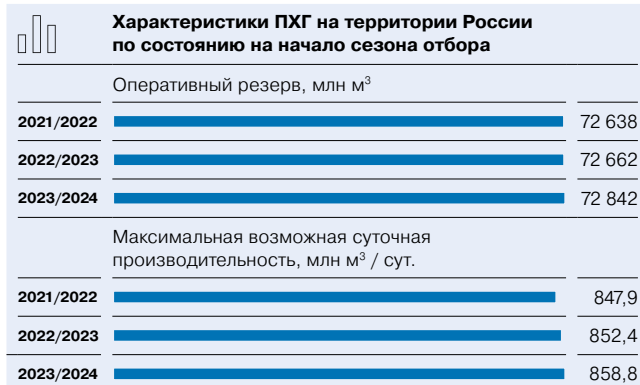 Характеристики ПХГ на территории России
по состоянию на начало сезона отбора
Оперативный резерв, млн м³
2021/2022 72 638
2022/2023 72 662
2023/2024 72 842
Максимальная возможная суточная
производительность, млн м³ / сут.
2021/2022 847,9
2022/2023 852,4
2023/2024 858,8